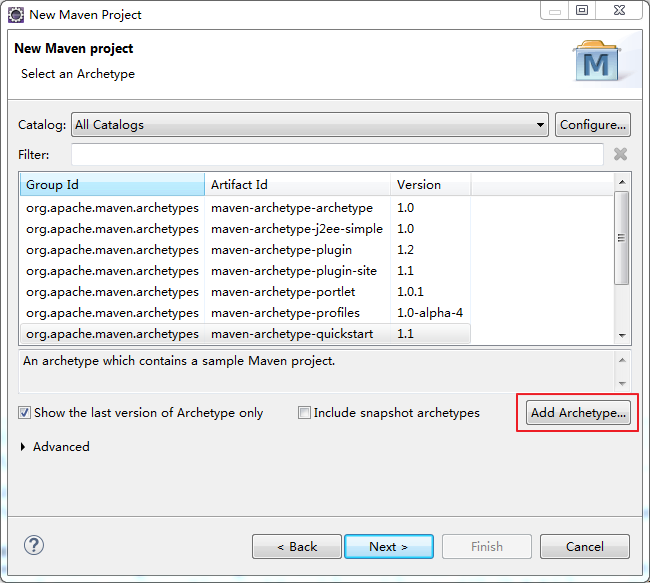 New Maven Project
New Maven project
Select an Archetype
M
Catalog: All Catalogs Configure...
Filter:
Group Id Artifact Id Version
org.apache.maven.archetypes maven-archetype-archetype 1.0
org.apache.maven.archetypes maven-archetype-j2ee-simple 1.0
org.apache.maven.archetypes maven-archetype-plugin 1.2
org.apache.maven.archetypes maven-archetype-plugin-site 1.1
org.apache.maven.archetypes maven-archetype-portlet 1.0.1
org.apache.maven.archetypes maven-archetype-profiles 1.0-alpha-4
org.apache.maven.archetypes maven-archetype-quickstart 1.1
An archetype which contains a sample Maven project.
Show the last version of Archetype only Include snapshot archetypes Add Archetype...
Advanced
? < Back Next > Finish Cancel